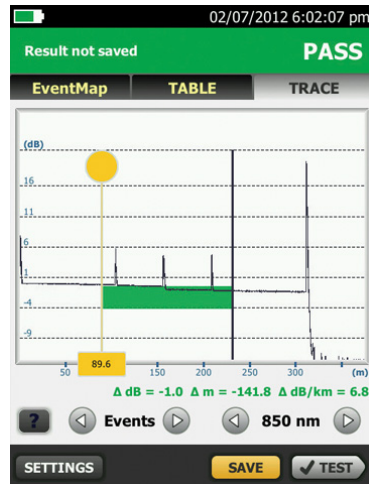 02/07/2012 6:02:07 pm
Result not saved PASS
EventMap TABLE TRACE
(dB)
16
11
6
1
-4
-9
50 89.6 150 200 250 300 (m)
Δ dB = -1.0 Δ m = -141.8 Δ dB/km = 6.8
? Events 850 nm
SETTINGS SAVE ✓TEST